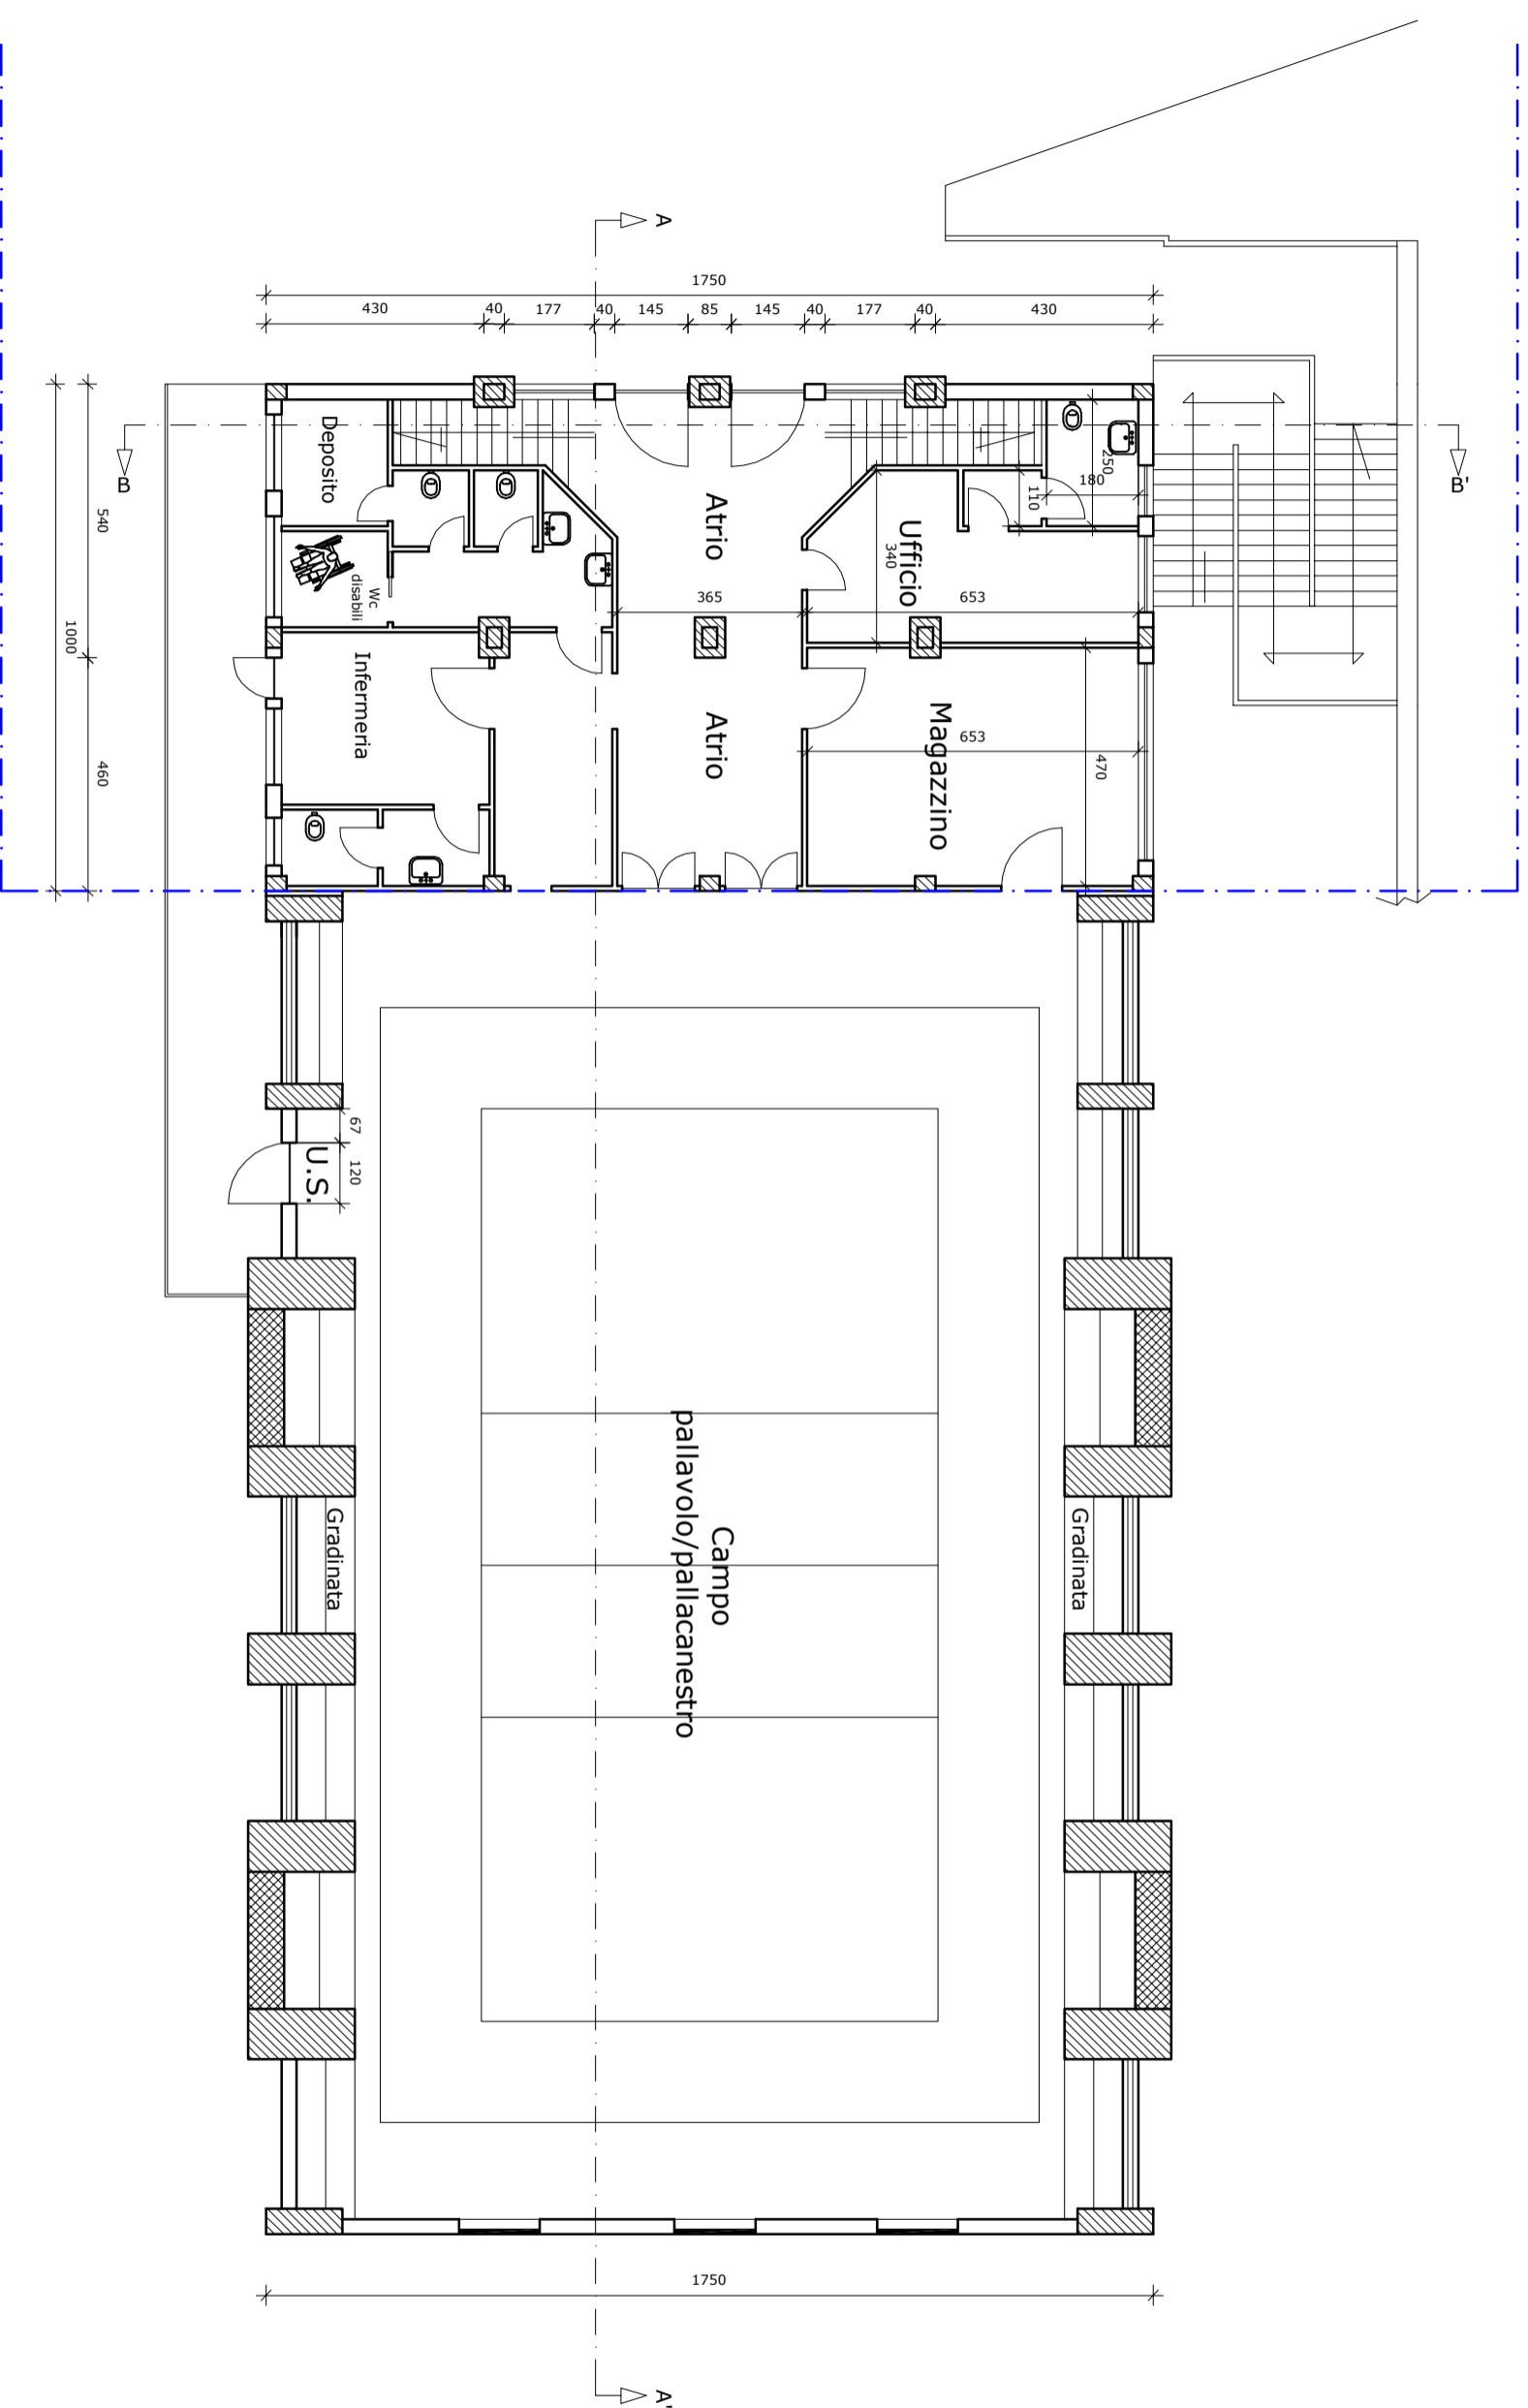 A
1750
430
40
177
40
145
85
145
40
177
40
430
Deposito
B
B'
250
180
110
540
Atrio
Ufficio
340
Wc
disabili
365
653
1000
Infermeria
Atrio
Magazzino
653
470
460
67
120
U.S.
Campo
pallavolo/pallacanestro
Gradinata
Gradinata
1750
A'